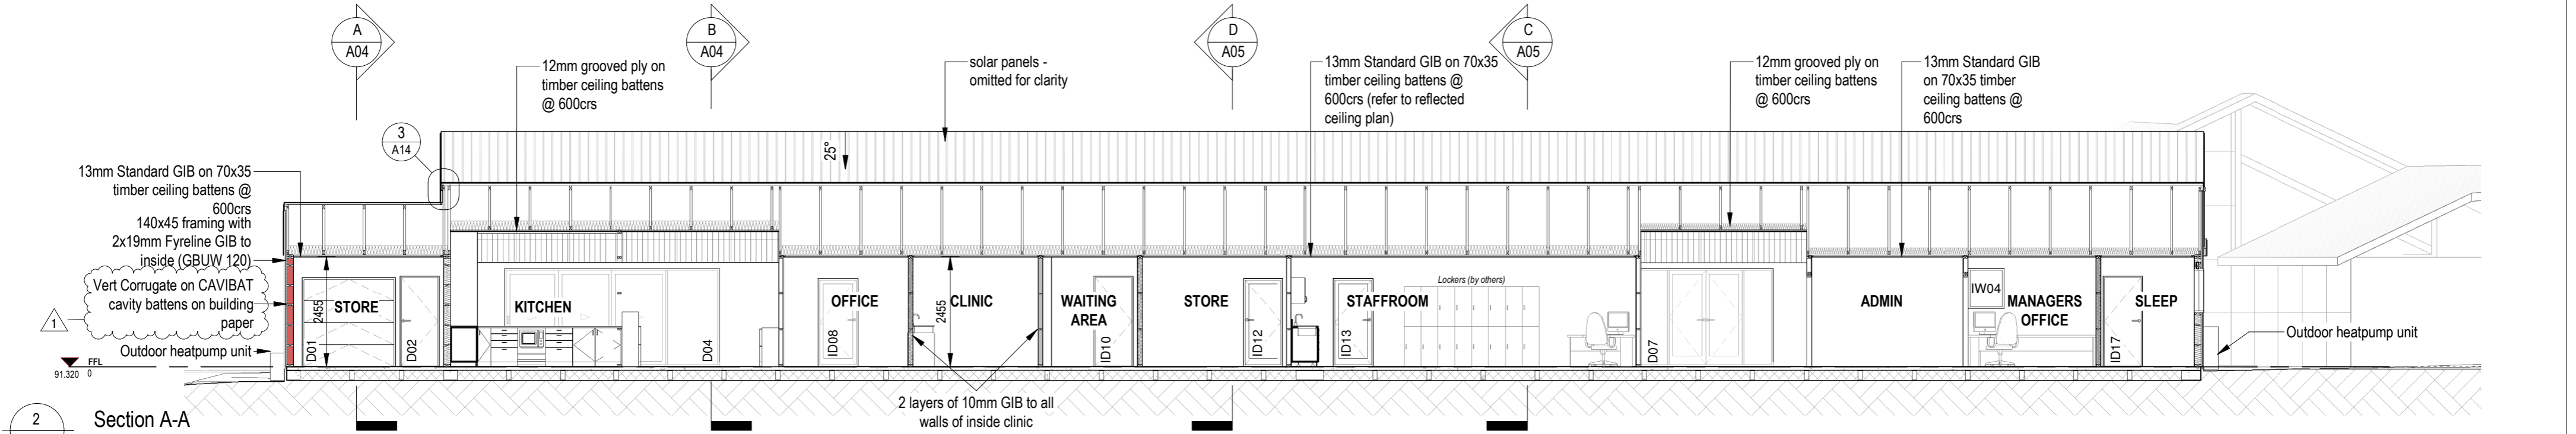 A
A04
B
A04
D
A05
C
A05
12mm grooved ply on
timber ceiling battens
@ 600crs
solar panels -
omitted for clarity
13mm Standard GIB on 70x35
timber ceiling battens @
600crs (refer to reflected
ceiling plan)
12mm grooved ply on
timber ceiling battens
@ 600crs
13mm Standard GIB
on 70x35 timber
ceiling battens @
600crs
3
A14
25°
13mm Standard GIB on 70x35
timber ceiling battens @
600crs
140x45 framing with
2x19mm Fyreline GIB to
inside (GBUW 120)
Vert Corrugate on CAVIBAT
cavity battens on building
paper
1
Outdoor heatpump unit
FFL
91.320 0
2455
STORE
D01
D02
KITCHEN
D04
OFFICE
ID08
CLINIC
2455
WAITING
AREA
ID10
STORE
ID12
STAFFROOM
ID13
Lockers (by others)
D07
ADMIN
IW04
MANAGERS
OFFICE
SLEEP
ID17
Outdoor heatpump unit
2 layers of 10mm GIB to all
walls of inside clinic
2
Section A-A